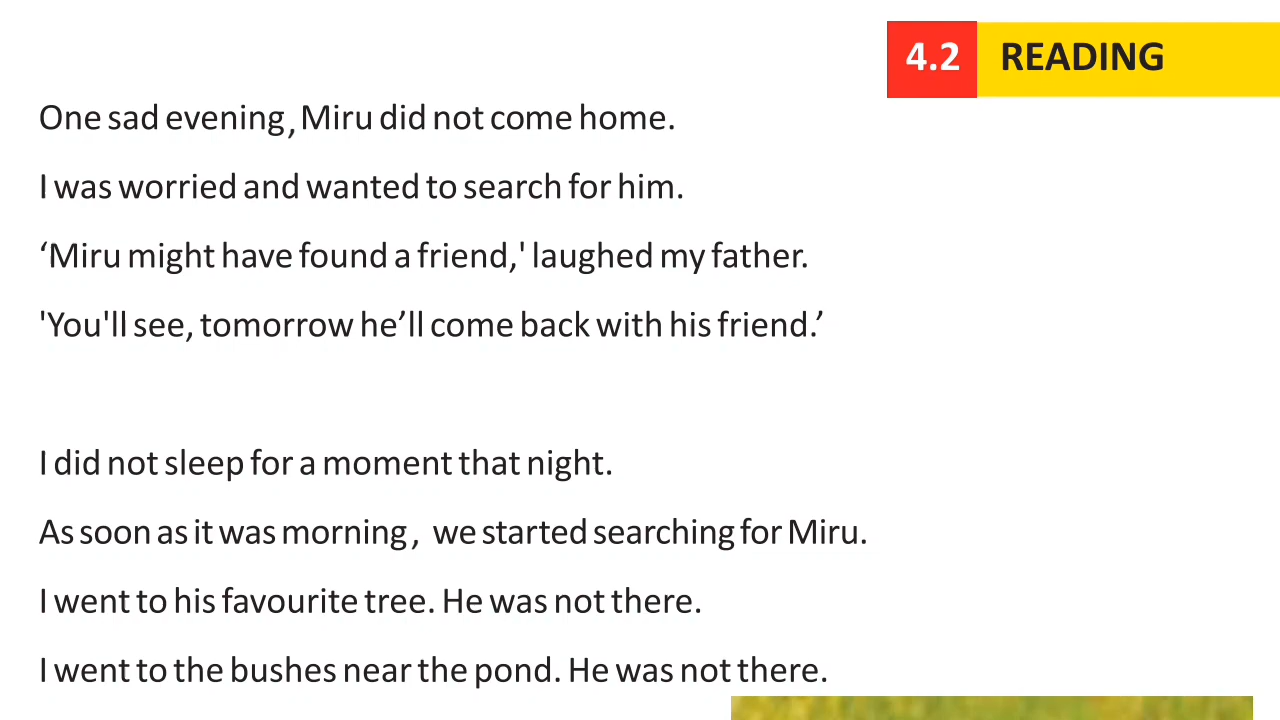 4.2 READING
One sad evening, Miru did not come home.
I was worried and wanted to search for him.
‘Miru might have found a friend,' laughed my father.
'You'll see, tomorrow he’ll come back with his friend.’
I did not sleep for a moment that night.
As soon as it was morning, we started searching for Miru.
I went to his favourite tree. He was not there.
I went to the bushes near the pond. He was not there.